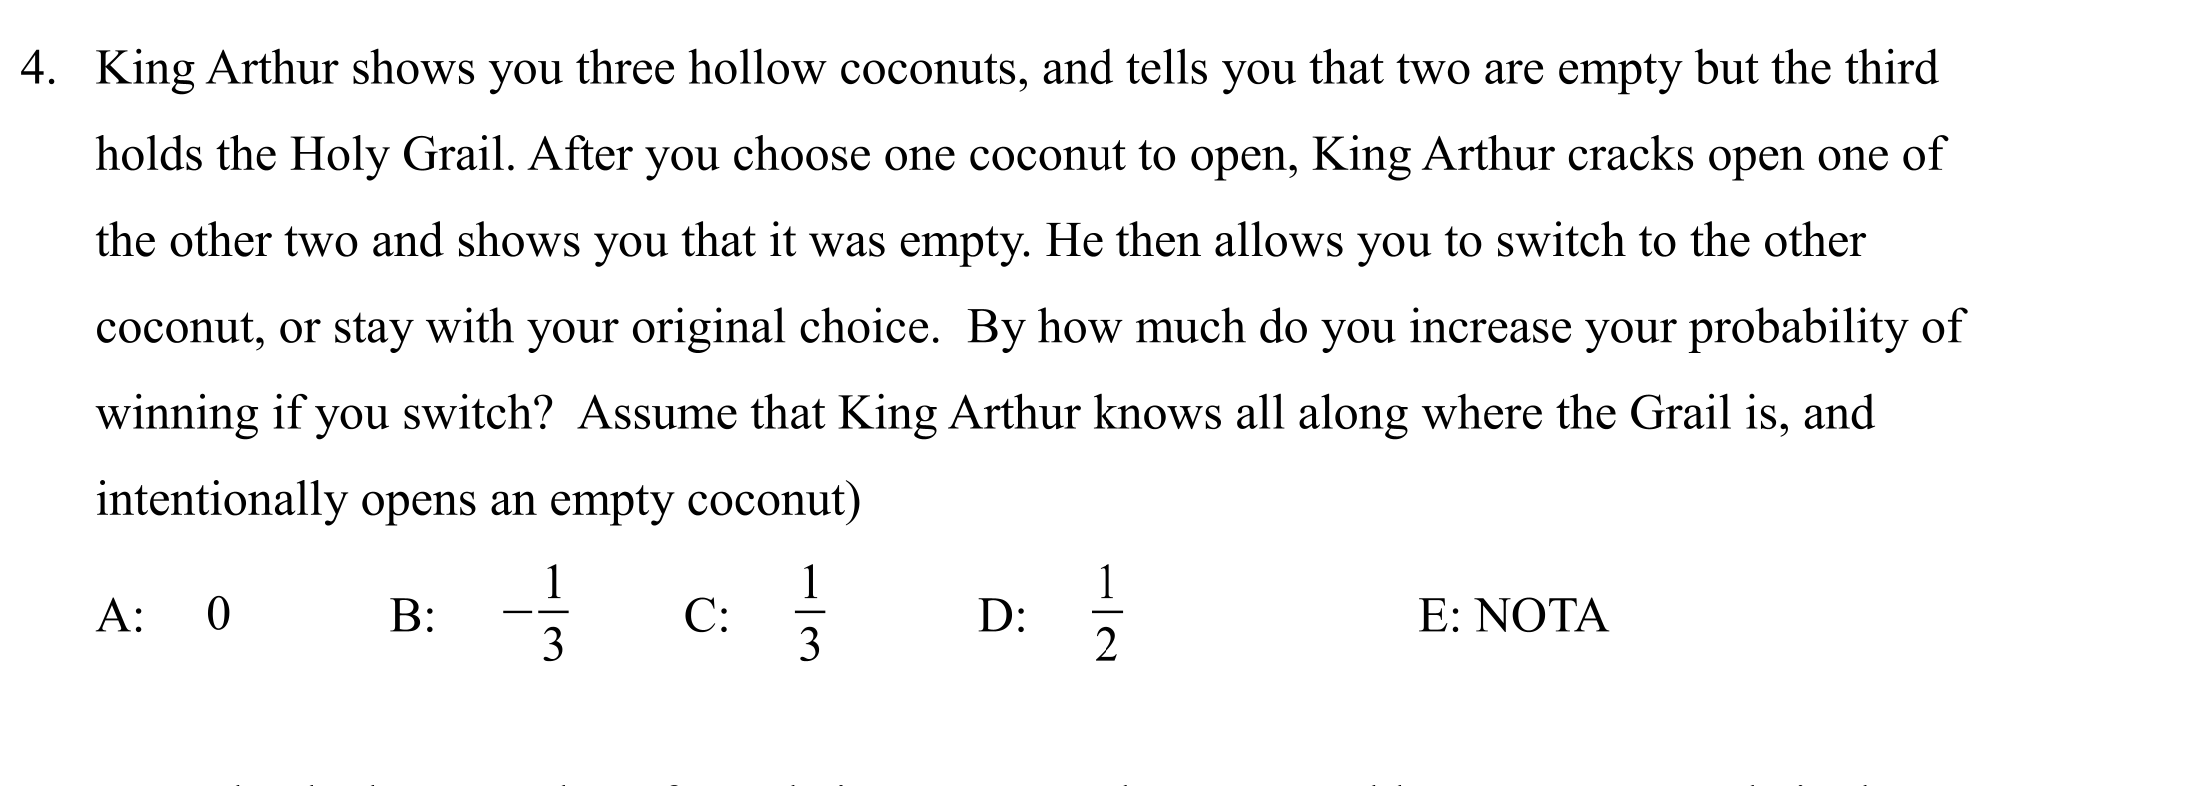 4. King Arthur shows you three hollow coconuts, and tells you that two are empty but the third
holds the Holy Grail. After you choose one coconut to open, King Arthur cracks open one of
the other two and shows you that it was empty. He then allows you to switch to the other
coconut, or stay with your original choice.  By how much do you increase your probability of
winning if you switch?  Assume that King Arthur knows all along where the Grail is, and
intentionally opens an empty coconut)
A: 0 B: −1/3 C: 1/3 D: 1/2 E: NOTA